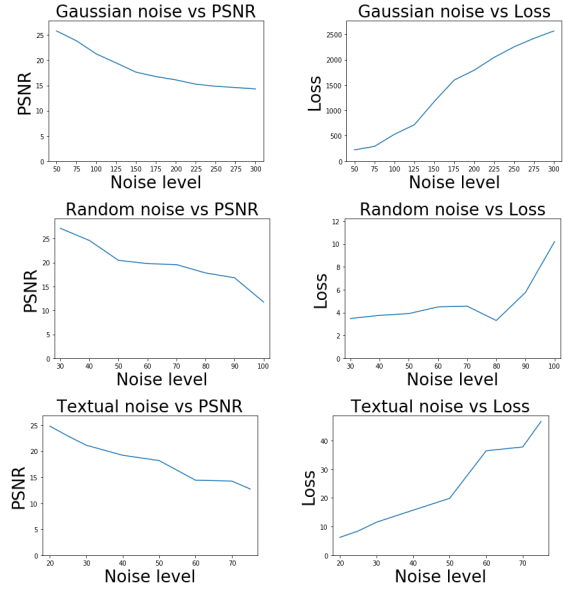 Gaussian noise vs PSNR
PSNR
25
20
15
10
5
0
50 75 100 125 150 175 200 225 250 275 300
Noise level
Gaussian noise vs Loss
Loss
2500
2000
1500
1000
500
0
50 75 100 125 150 175 200 225 250 275 300
Noise level
Random noise vs PSNR
PSNR
25
20
15
10
5
0
30 40 50 60 70 80 90 100
Noise level
Random noise vs Loss
Loss
12
10
8
6
4
2
0
30 40 50 60 70 80 90 100
Noise level
Textual noise vs PSNR
PSNR
25
20
15
10
5
0
20 30 40 50 60 70
Noise level
Textual noise vs Loss
Loss
40
30
20
10
0
20 30 40 50 60 70
Noise level